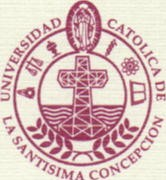 UNIVERSIDAD CATOLICA DE
LA SANTISIMA CONCEPCION